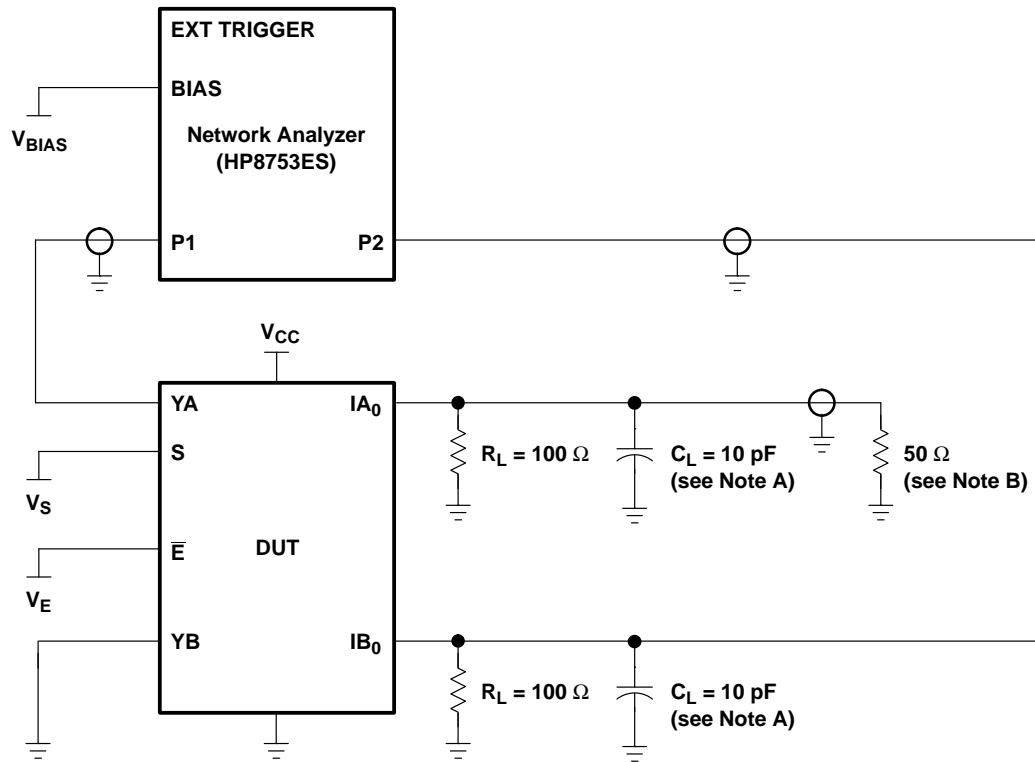 EXT TRIGGER
BIAS
V_BIAS
Network Analyzer
(HP8753ES)
P1
P2
V_CC
YA
IA_0
S
R_L = 100 Ω
C_L = 10 pF
(see Note A)
50 Ω
(see Note B)
V_S
E̅
DUT
V_E
YB
IB_0
R_L = 100 Ω
C_L = 10 pF
(see Note A)